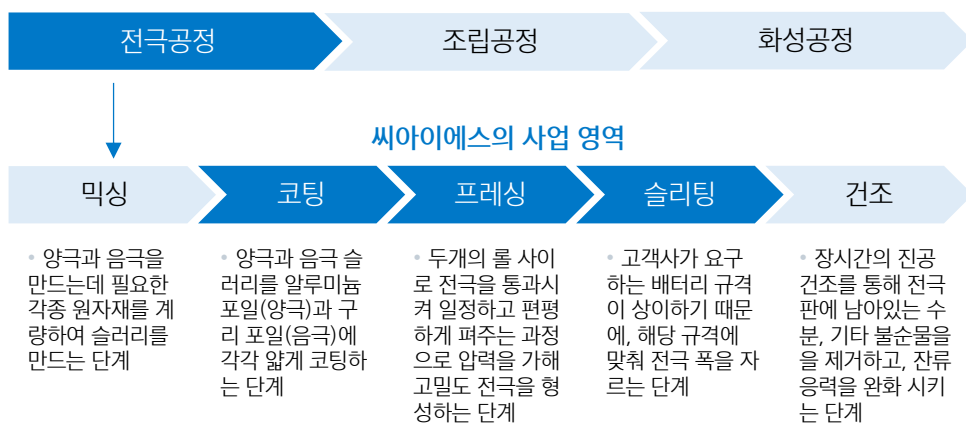 전극공정
조립공정
화성공정
씨아이에스의 사업 영역
믹싱
코팅
프레싱
슬리팅
건조
• 양극과 음극을
만드는데 필요한
각종 원자재를 계
량하여 슬러리를
만드는 단계
• 양극과 음극 슬
러리를 알루미늄
포일(양극)과 구
리 포일(음극)에
각각 얇게 코팅하
는 단계
• 두개의 롤 사이
로 전극을 통과시
켜 일정하고 편평
하게 펴주는 과정
으로 압력을 가해
고밀도 전극을 형
성하는 단계
• 고객사가 요구
하는 배터리 규격
이 상이하기 때문
에, 해당 규격에
맞춰 전극 폭을 자
르는 단계
• 장시간의 진공
건조를 통해 전극
판에 남아있는 수
분, 기타 불순물을
을 제거하고, 잔류
응력을 완화 시키
는 단계